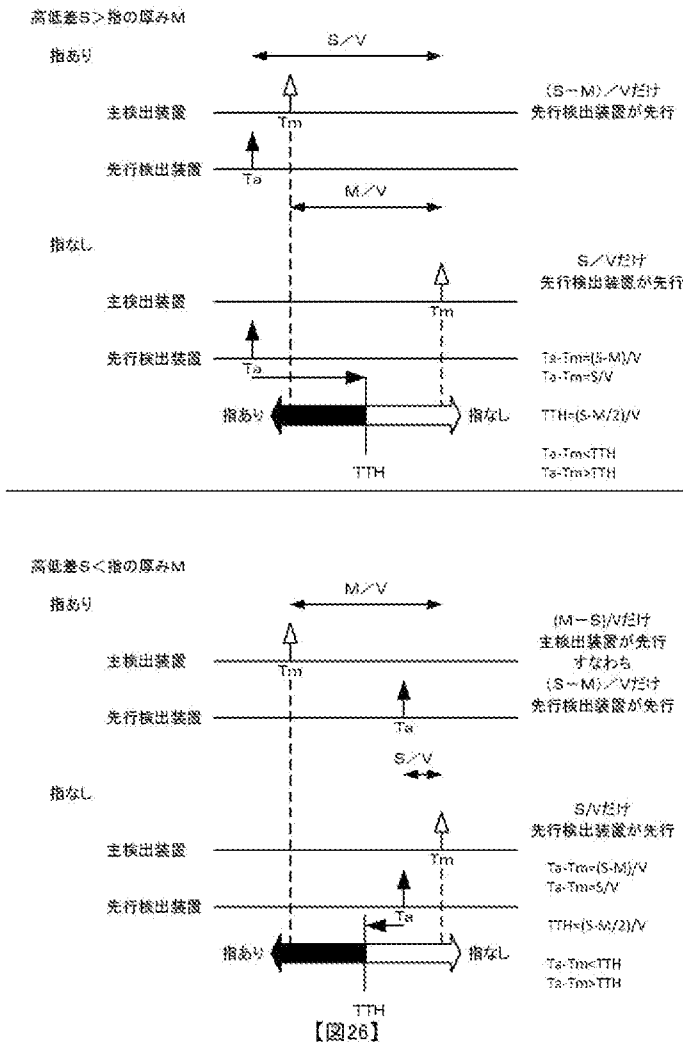 高低差S＞指の厚みM
指あり
S／V
(S－M)／Vだけ
先行検出装置が先行
主検出装置
Tm
先行検出装置
Ta
M／V
指なし
S／Vだけ
先行検出装置が先行
主検出装置
Tm
先行検出装置
Ta
Ta-Tm=(S-M)/V
Ta-Tm=S/V
指あり
指なし
TTH=(S-M/2)/V
TTH
Ta-Tm<TTH
Ta-Tm>TTH
高低差S＜指の厚みM
指あり
M／V
(M－S)/Vだけ
主検出装置が先行
すなわち
(S－M)／Vだけ
先行検出装置が先行
主検出装置
Tm
先行検出装置
Ta
S／V
指なし
S/Vだけ
先行検出装置が先行
主検出装置
Tm
Ta-Tm=(S-M)/V
Ta-Tm=S/V
先行検出装置
Ta
TTH=(S-M/2)/V
指あり
指なし
Ta-Tm<TTH
Ta-Tm>TTH
TTH
【図26】